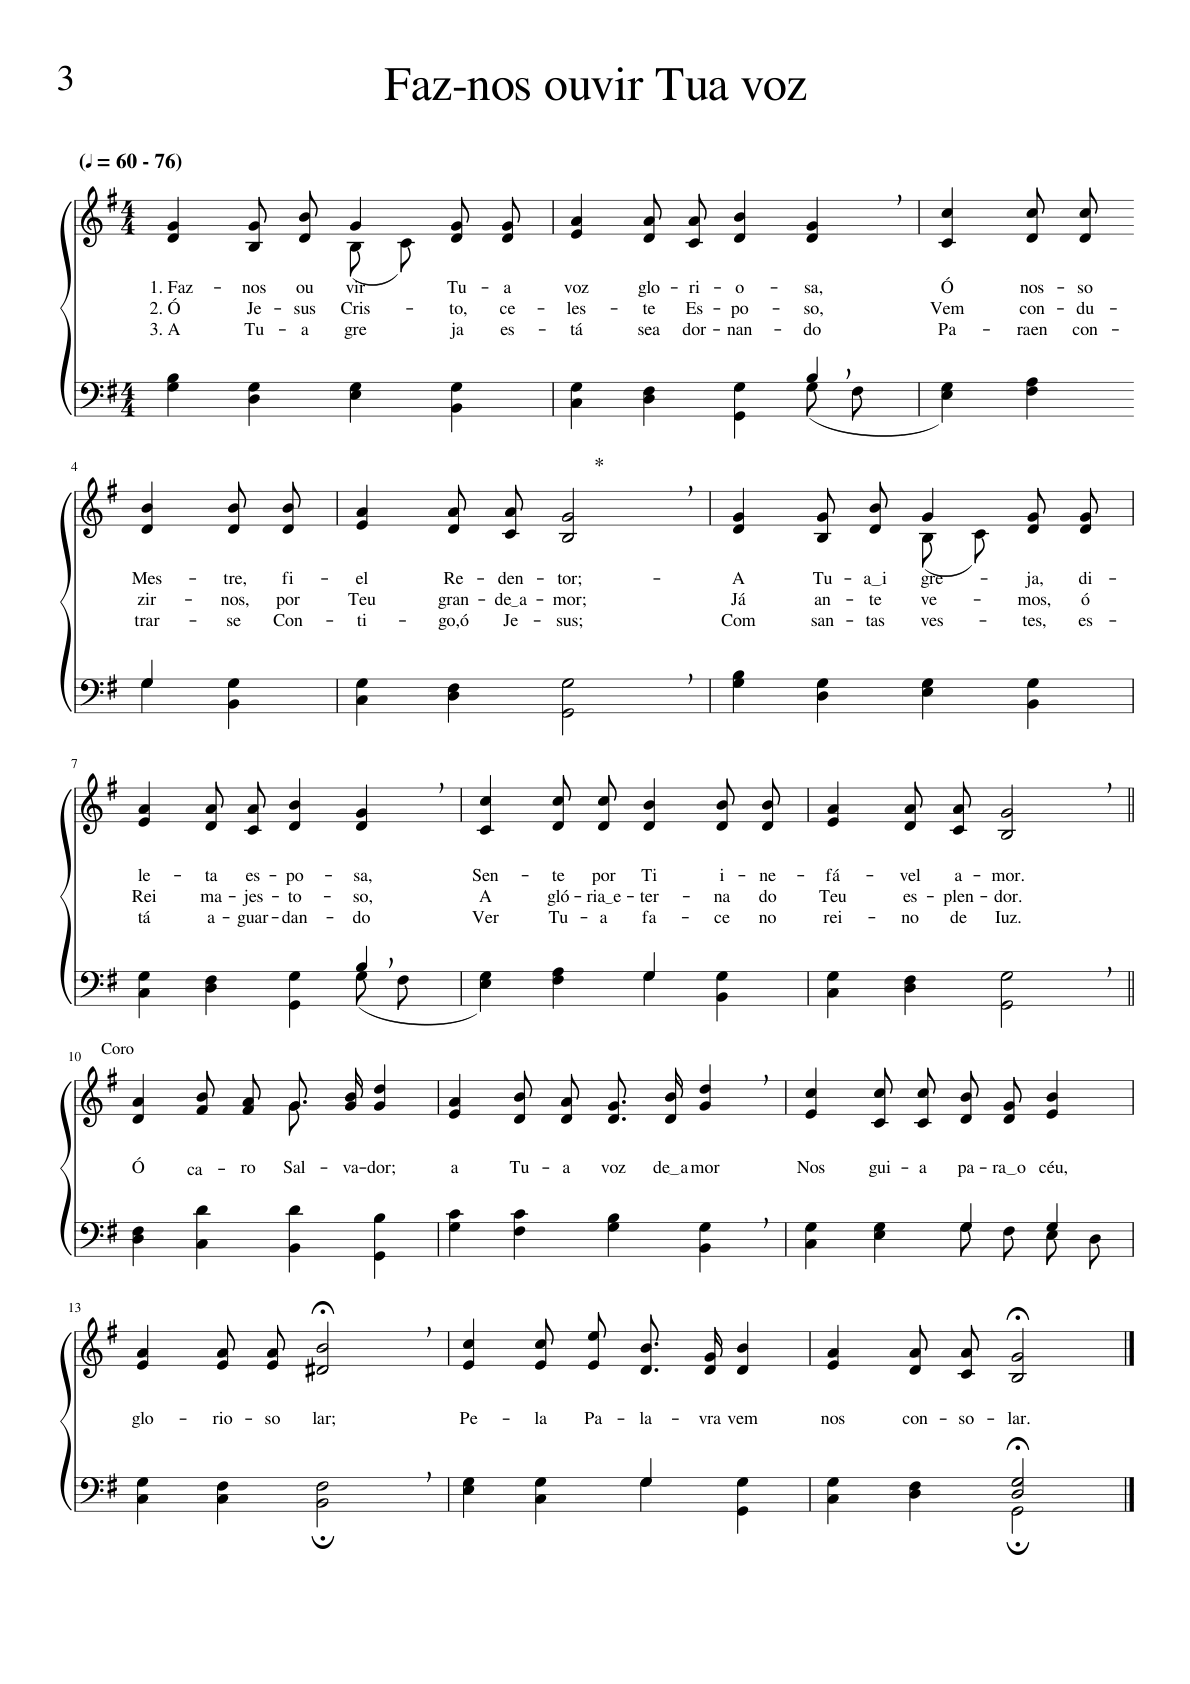 3
Faz-nos ouvir Tua voz
(♩ = 60 - 76)
1. Faz - nos ou vir Tu - a voz glo - ri - o - sa, Ó nos - so
2. Ó Je - sus Cris - to, ce - les - te Es - po - so, Vem con - du -
3. A Tu - a gre ja es - tá sea dor - nan - do Pa - raen con -
4
*
Mes - tre, fi - el Re - den - tor; - A Tu - a_i gre - ja, di -
zir - nos, por Teu gran - de_a - mor; Já an - te ve - mos, ó
trar - se Con - ti - go,ó Je - sus; Com san - tas ves - tes, es -
7
le - ta es - po - sa, Sen - te por Ti i - ne - fá - vel a - mor.
Rei ma - jes - to - so, A gló - ria_e - ter - na do Teu es - plen - dor.
tá a - guar - dan - do Ver Tu - a fa - ce no rei - no de Iuz.
10 Coro
Ó ca - ro Sal - va - dor; a Tu - a voz de_a mor Nos gui - a pa - ra_o céu,
13
glo - rio - so lar; Pe - la Pa - la - vra vem nos con - so - lar.